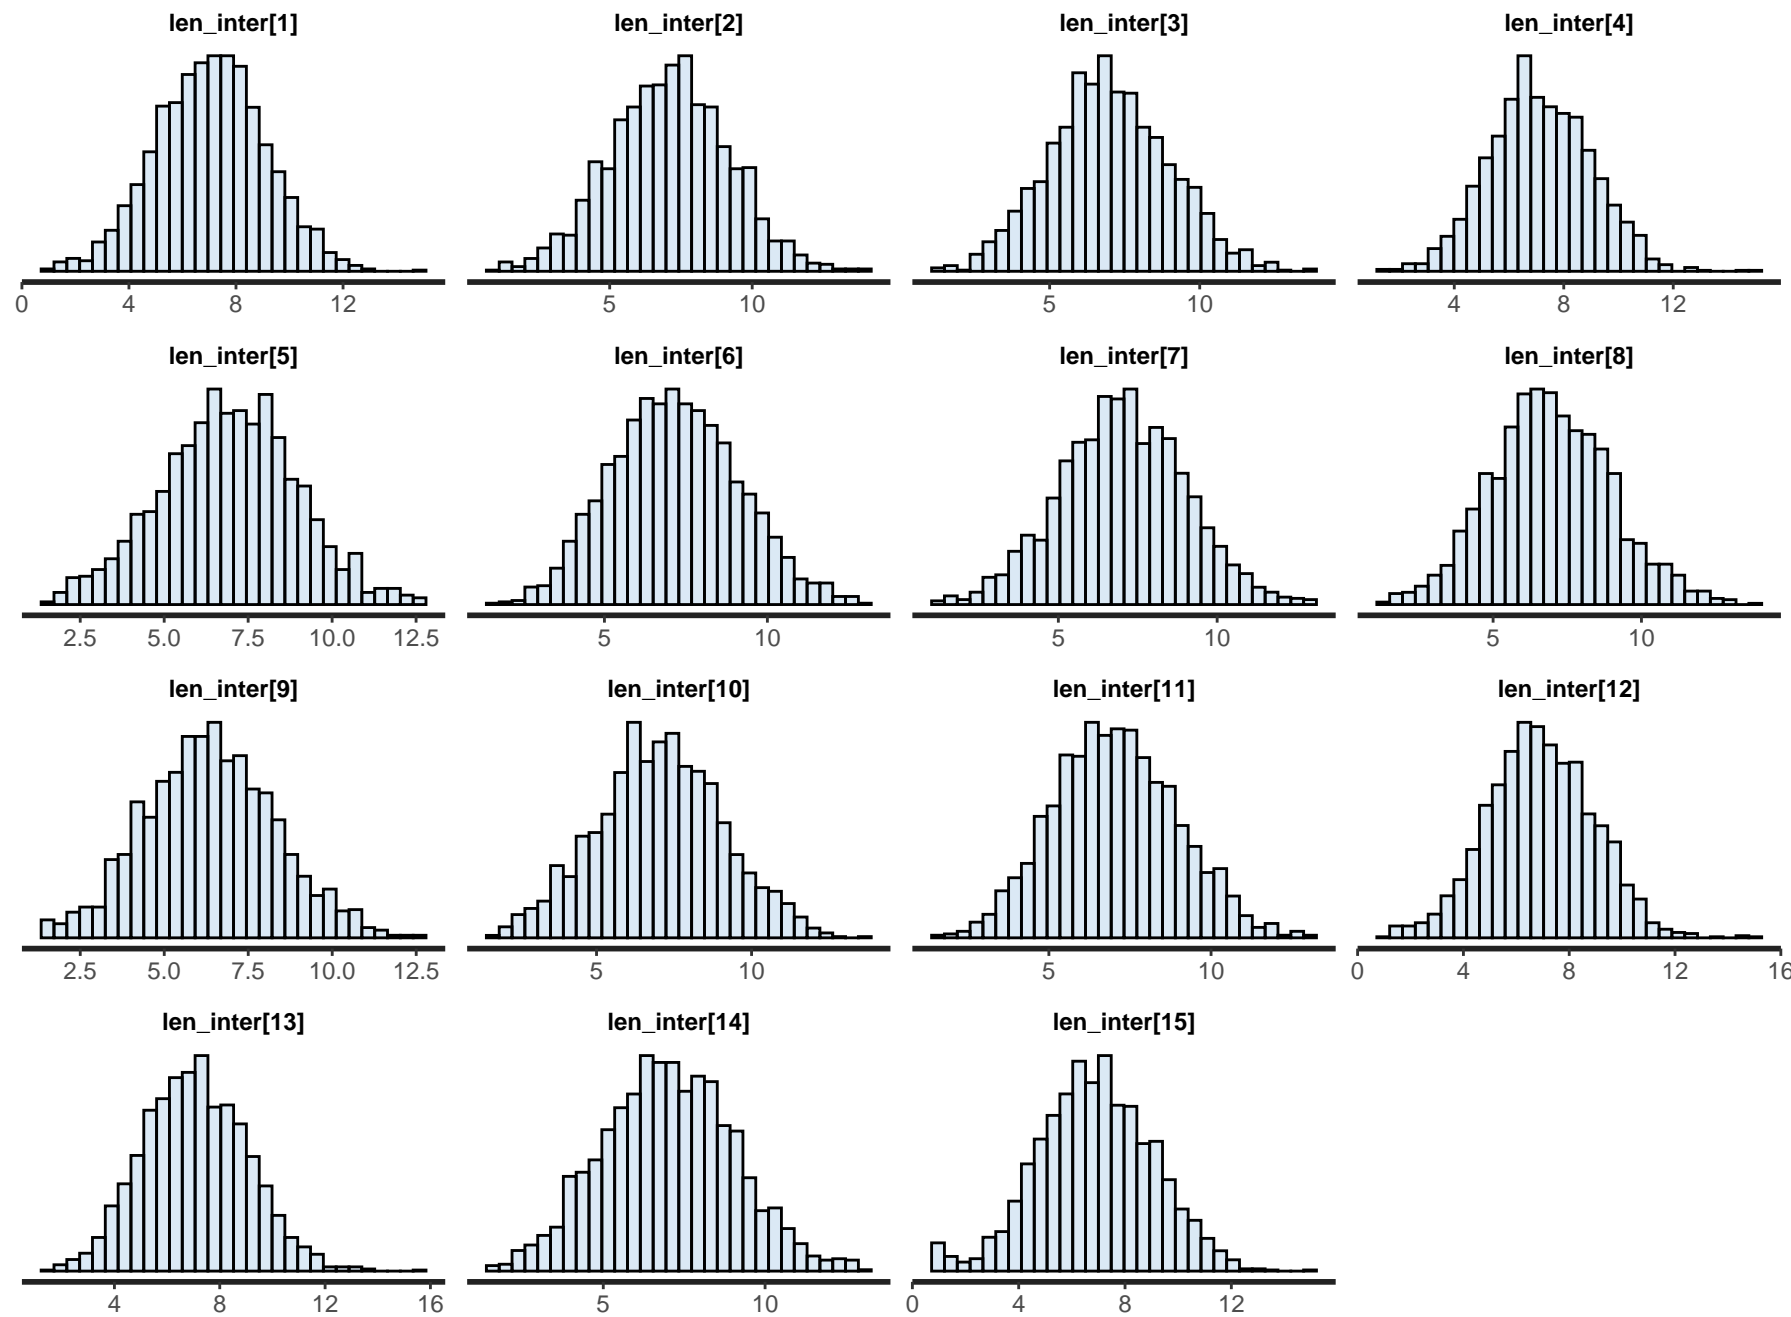 len_inter[1] len_inter[2] len_inter[3] len_inter[4]
0 4 8 12 5 10 5 10 4 8 12
len_inter[5] len_inter[6] len_inter[7] len_inter[8]
2.5 5.0 7.5 10.0 12.5 5 10 5 10 5 10
len_inter[9] len_inter[10] len_inter[11] len_inter[12]
2.5 5.0 7.5 10.0 12.5 5 10 5 10 0 4 8 12 16
len_inter[13] len_inter[14] len_inter[15]
4 8 12 16 5 10 0 4 8 12